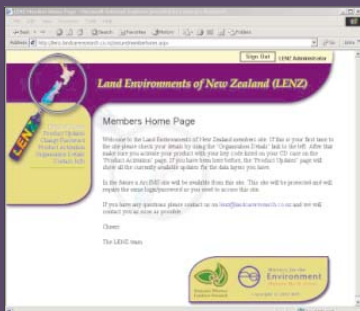 Sign Out
LENZ Administrator
Land Environments of New Zealand (LENZ)
LENZ
Product Updates
Change Password
Product Activation
Organisation Details
Contact Info
Members Home Page
Welcome to the Land Environments of New Zealand members site. If this is your first time to
the site please check your details by using the 'Organisation Details' link to the left. After that
make sure you activate your product with your key code listed on your CD case on the
'Product Activation' page. If you have been here before, the 'Product Updates' page will
show all the currently available updates for the data layers you have.
In the future a Arc IMS site will be available from this site. This site will be protected and will
require the same login/password as you used to access this site.
If you have any questions please contact us on
and we will
contact you as soon as possible.
Cheers
The LENZ team
Ministry for the
Environment